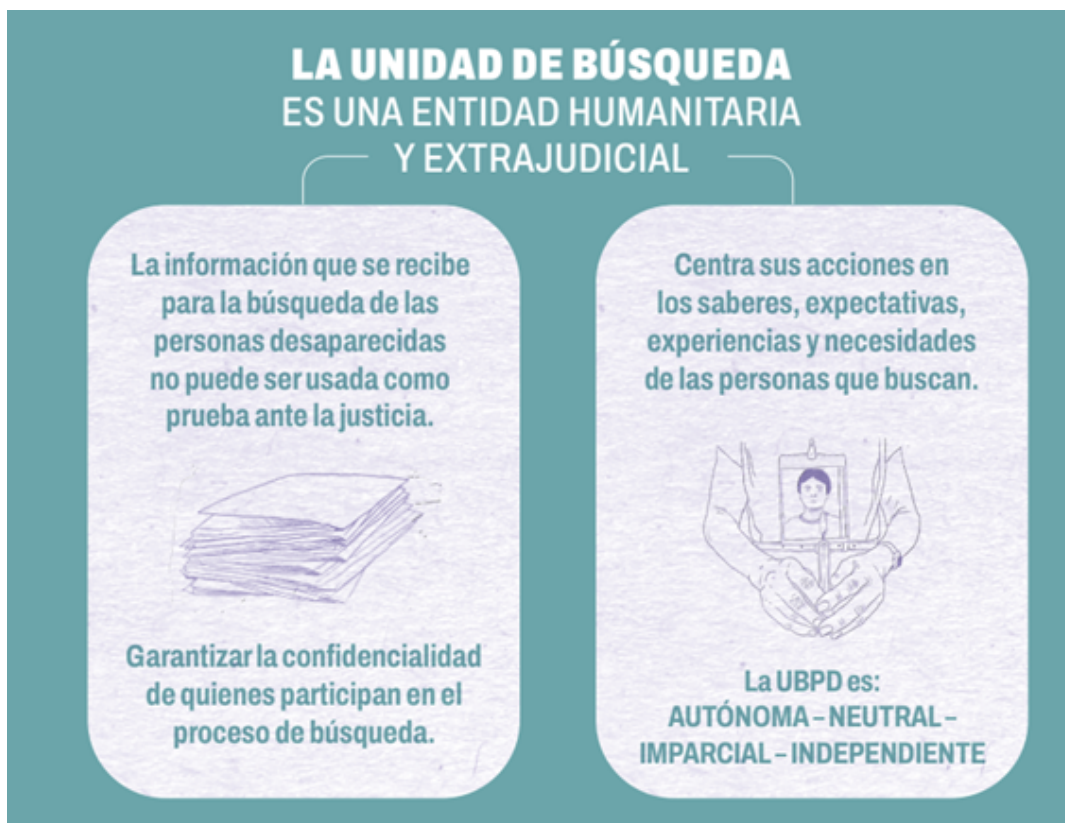 LA UNIDAD DE BÚSQUEDA
ES UNA ENTIDAD HUMANITARIA
Y EXTRAJUDICIAL
La información que se recibe
para la búsqueda de las
personas desaparecidas
no puede ser usada como
prueba ante la justicia.
Garantizar la confidencialidad
de quienes participan en el
proceso de búsqueda.
Centra sus acciones en
los saberes, expectativas,
experiencias y necesidades
de las personas que buscan.
La UBPD es:
AUTÓNOMA – NEUTRAL –
IMPARCIAL – INDEPENDIENTE